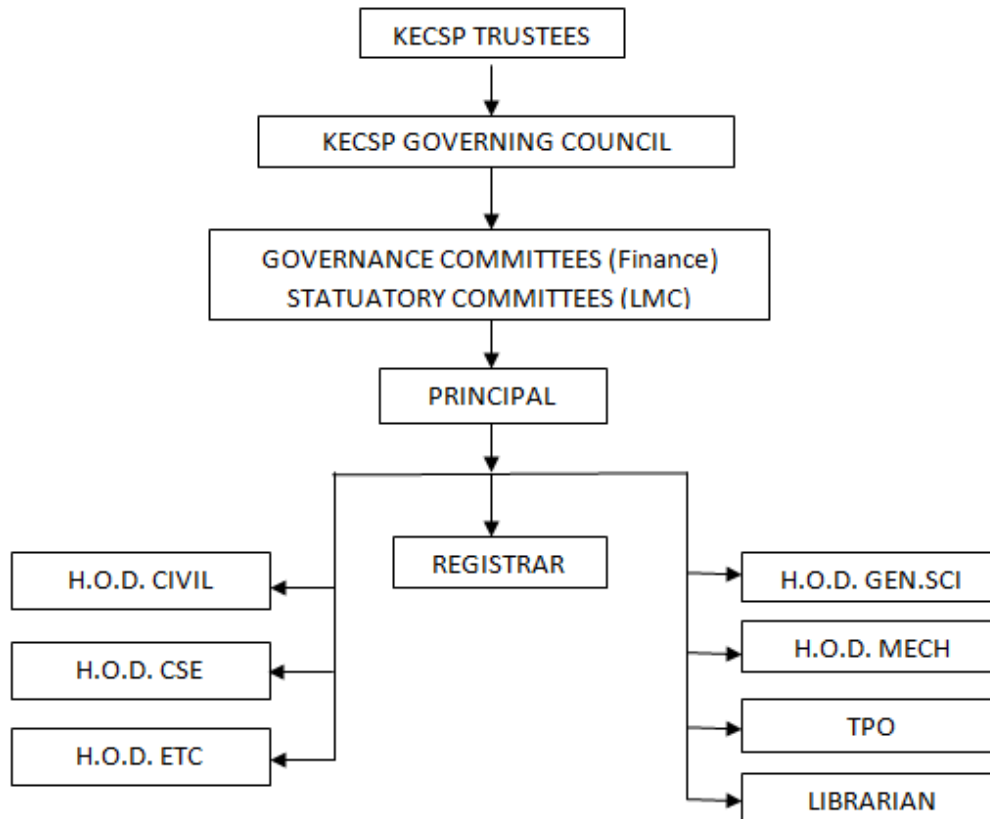 KECSP TRUSTEES
KECSP GOVERNING COUNCIL
GOVERNANCE COMMITTEES (Finance)
STATUATORY COMMITTEES (LMC)
PRINCIPAL
REGISTRAR
H.O.D. CIVIL
H.O.D. CSE
H.O.D. ETC
H.O.D. GEN.SCI
H.O.D. MECH
TPO
LIBRARIAN